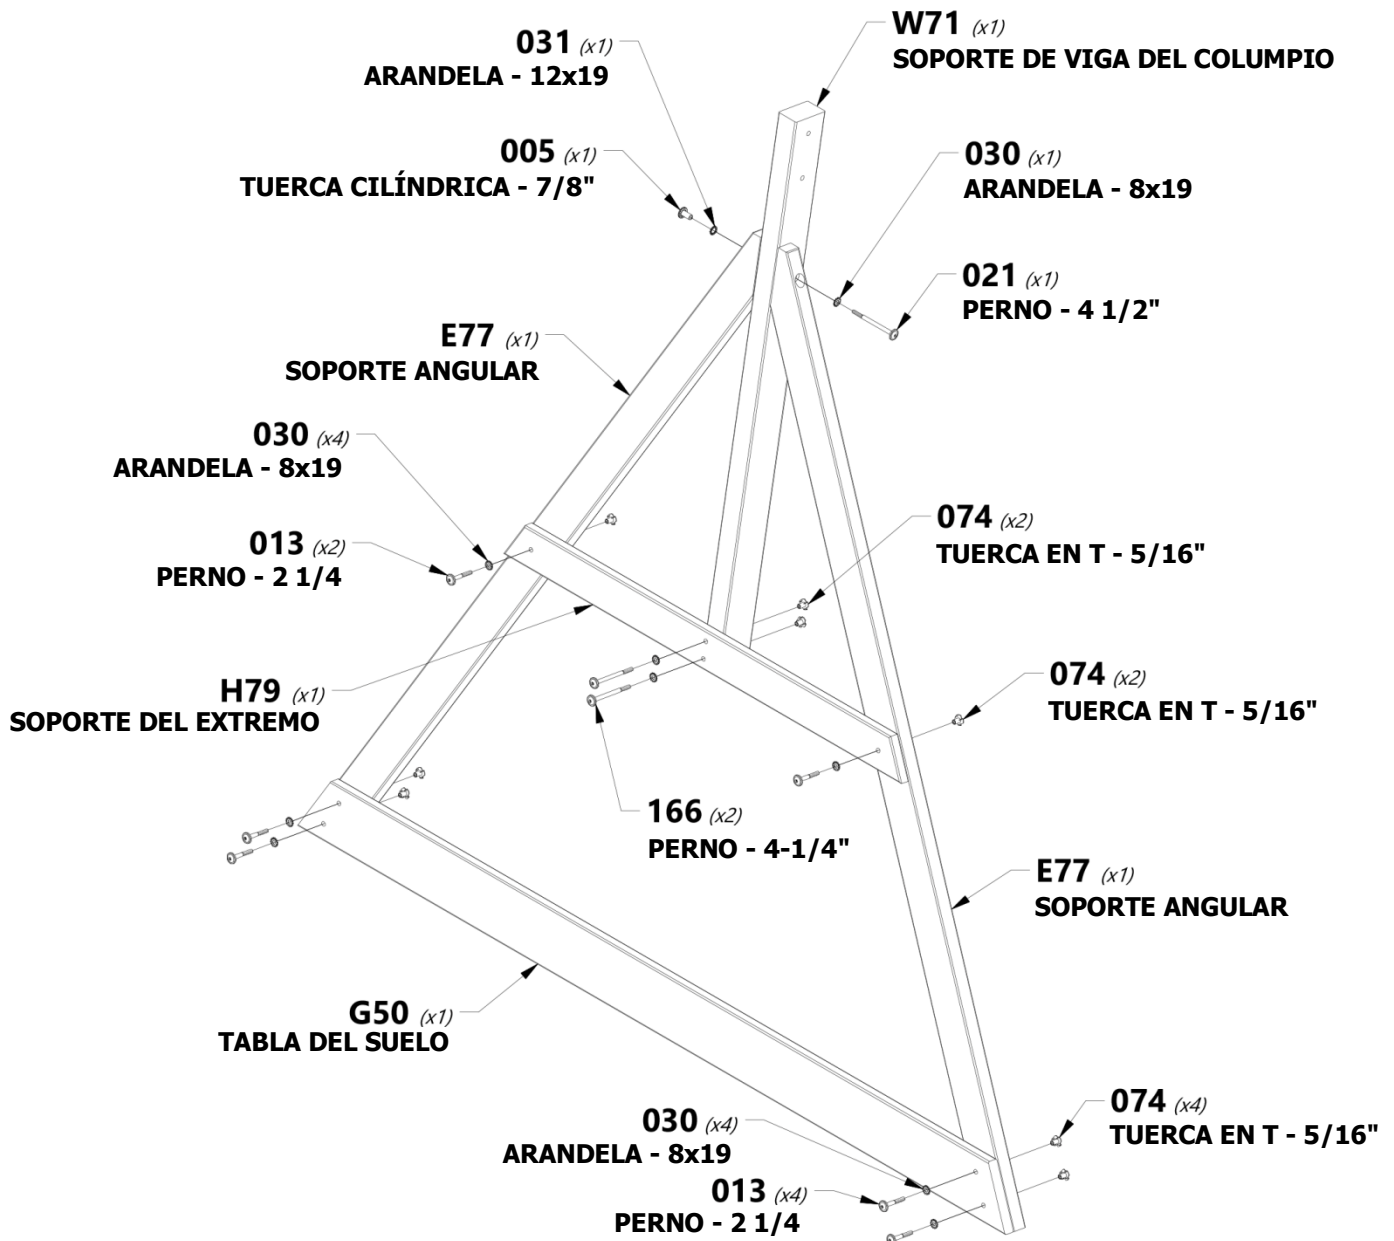 W71 (x1)
SOPORTE DE VIGA DEL COLUMPIO
031 (x1)
ARANDELA - 12x19
005 (x1)
TUERCA CILÍNDRICA - 7/8"
030 (x1)
ARANDELA - 8x19
021 (x1)
PERNO - 4 1/2"
E77 (x1)
SOPORTE ANGULAR
030 (x4)
ARANDELA - 8x19
013 (x2)
PERNO - 2 1/4
074 (x2)
TUERCA EN T - 5/16"
H79 (x1)
SOPORTE DEL EXTREMO
074 (x2)
TUERCA EN T - 5/16"
166 (x2)
PERNO - 4-1/4"
E77 (x1)
SOPORTE ANGULAR
G50 (x1)
TABLA DEL SUELO
030 (x4)
ARANDELA - 8x19
074 (x4)
TUERCA EN T - 5/16"
013 (x4)
PERNO - 2 1/4